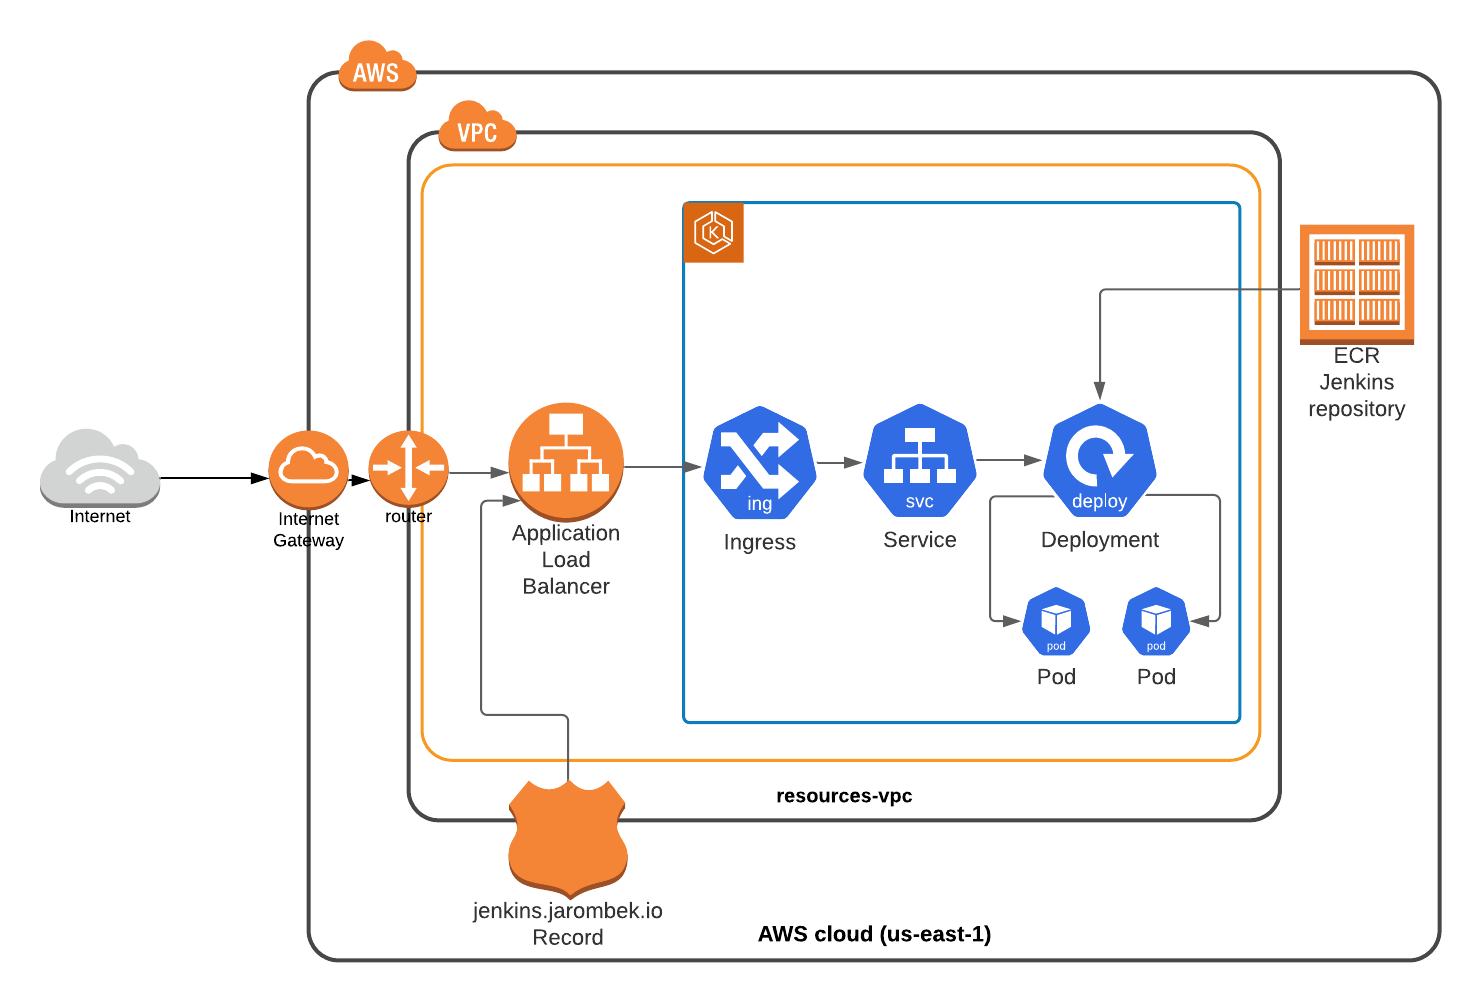 AWS
VPC
K
ECR
Jenkins
repository
Internet
Internet
Gateway
router
Application
Load
Balancer
ing
Ingress
svc
Service
deploy
Deployment
pod
Pod
pod
Pod
resources-vpc
jenkins.jarombek.io
Record
AWS cloud (us-east-1)